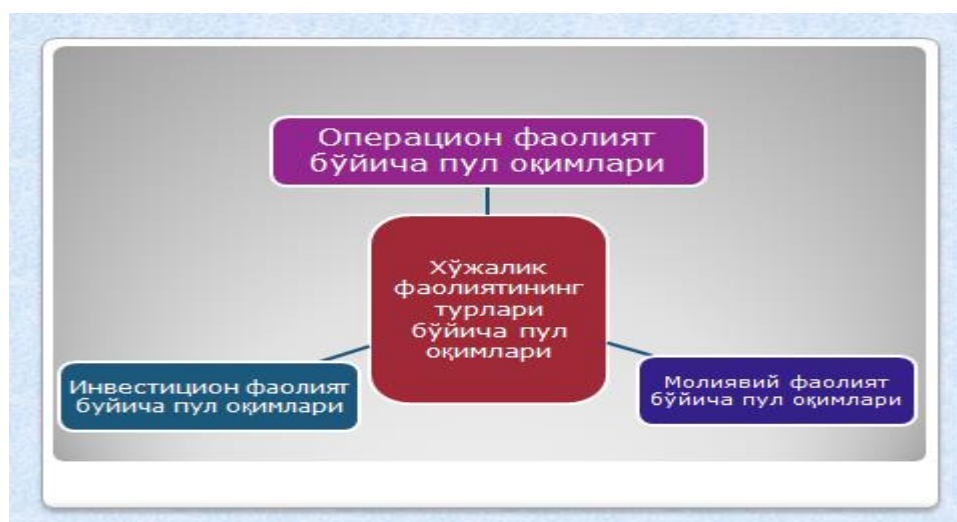 Операцион фаолият
бўйича пул оқимлари
Хўжалик
фаолиятининг
турлари
бўйича пул
оқимлари
Инвестицион фаолият
буйича пул оқимлари
Молиявий фаолият
бўйича пул оқимлари